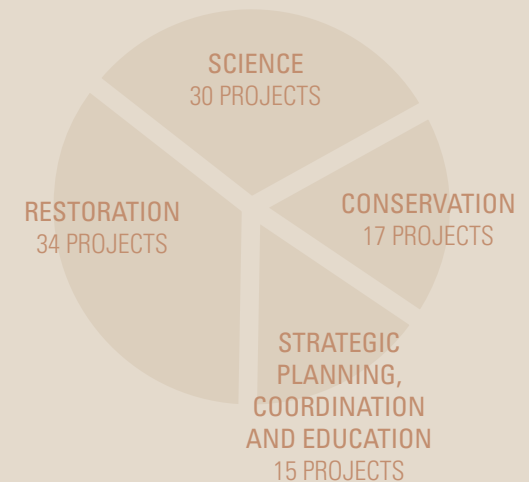 SCIENCE
30 PROJECTS
RESTORATION
34 PROJECTS
CONSERVATION
17 PROJECTS
STRATEGIC
PLANNING,
COORDINATION
AND EDUCATION
15 PROJECTS